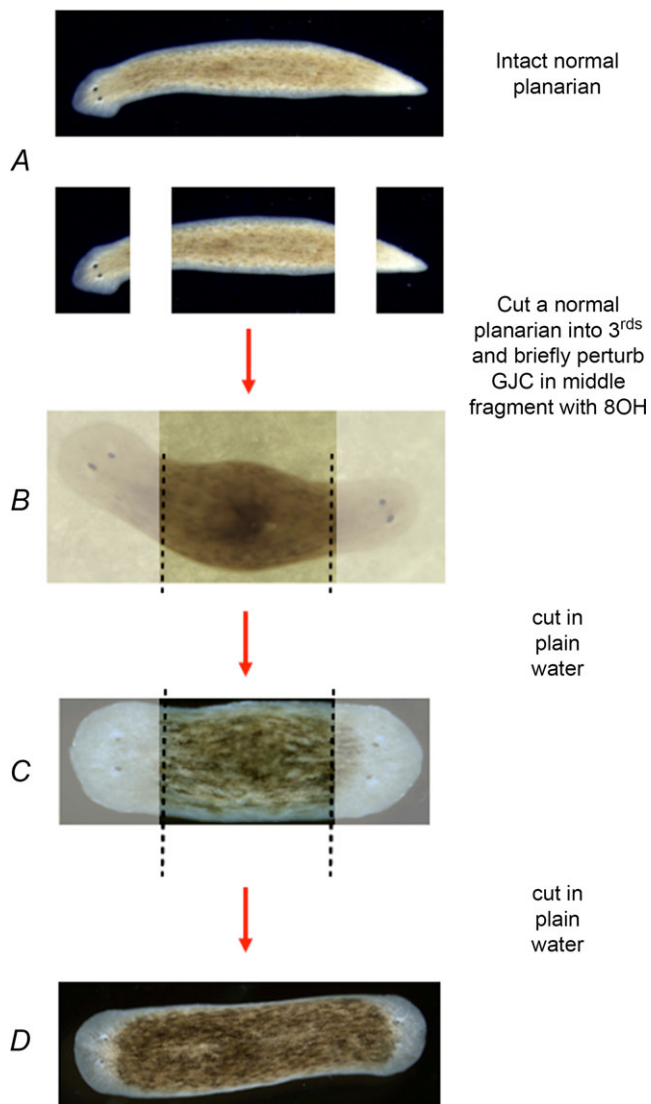 Intact normal
planarian
A
Cut a normal
planarian into 3rds
and briefly perturb
GJC in middle
fragment with 8OH
B
cut in
plain
water
C
cut in
plain
water
D